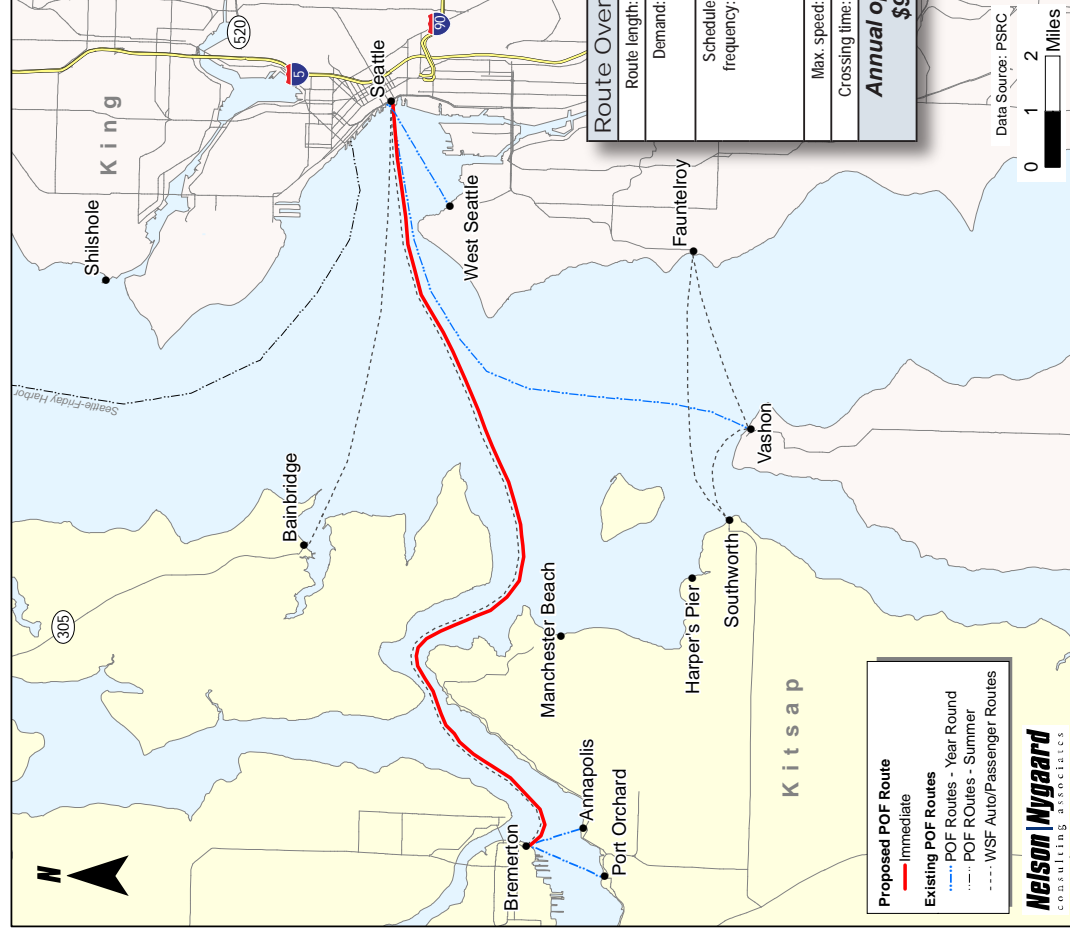 N
305
520
Seattle-Friday Harbor
Shilshole
King
Bainbridge
5
90
Seattle
Bremerton
West Seattle
Manchester Beach
Annapolis
Port Orchard
Harper's Pier
Fauntleroy
Southworth
Vashon
Kitsap
Route Over
Route length:
Demand:
Schedule
frequency:
Max. speed:
Crossing time:
Annual op
$9
Proposed POF Route
Immediate
Existing POF Routes
POF Routes - Year Round
POF ROutes - Summer
WSF Auto/Passenger Routes
Data Source: PSRC
0 1 2 Miles
Nelson|Nygaard
consulting associates